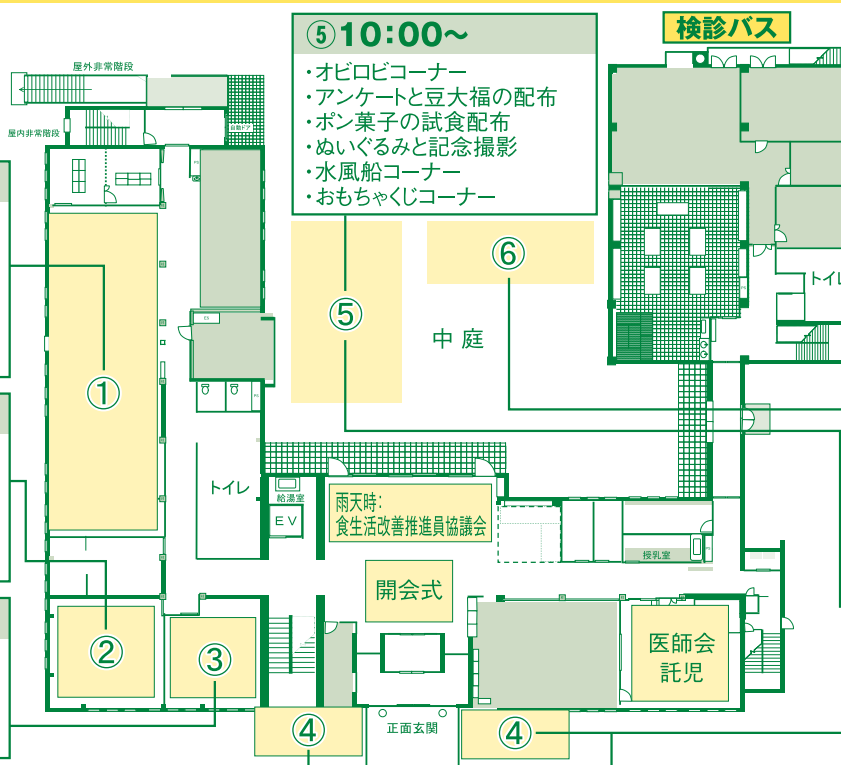 検診バス
⑤10:00～
・オビロビコーナー
・アンケートと豆大福の配布
・ポン菓子の試食配布
・ぬいぐるみと記念撮影
・水風船コーナー
・おもちゃくじコーナー
屋外非常階段
屋内非常階段
自動ドア
①
⑤
⑥
中庭
トイレ
トイレ
給湯室
EV
雨天時：
食生活改善推進員協議会
開会式
授乳室
②
③
医師会
託児
④
正面玄関
④